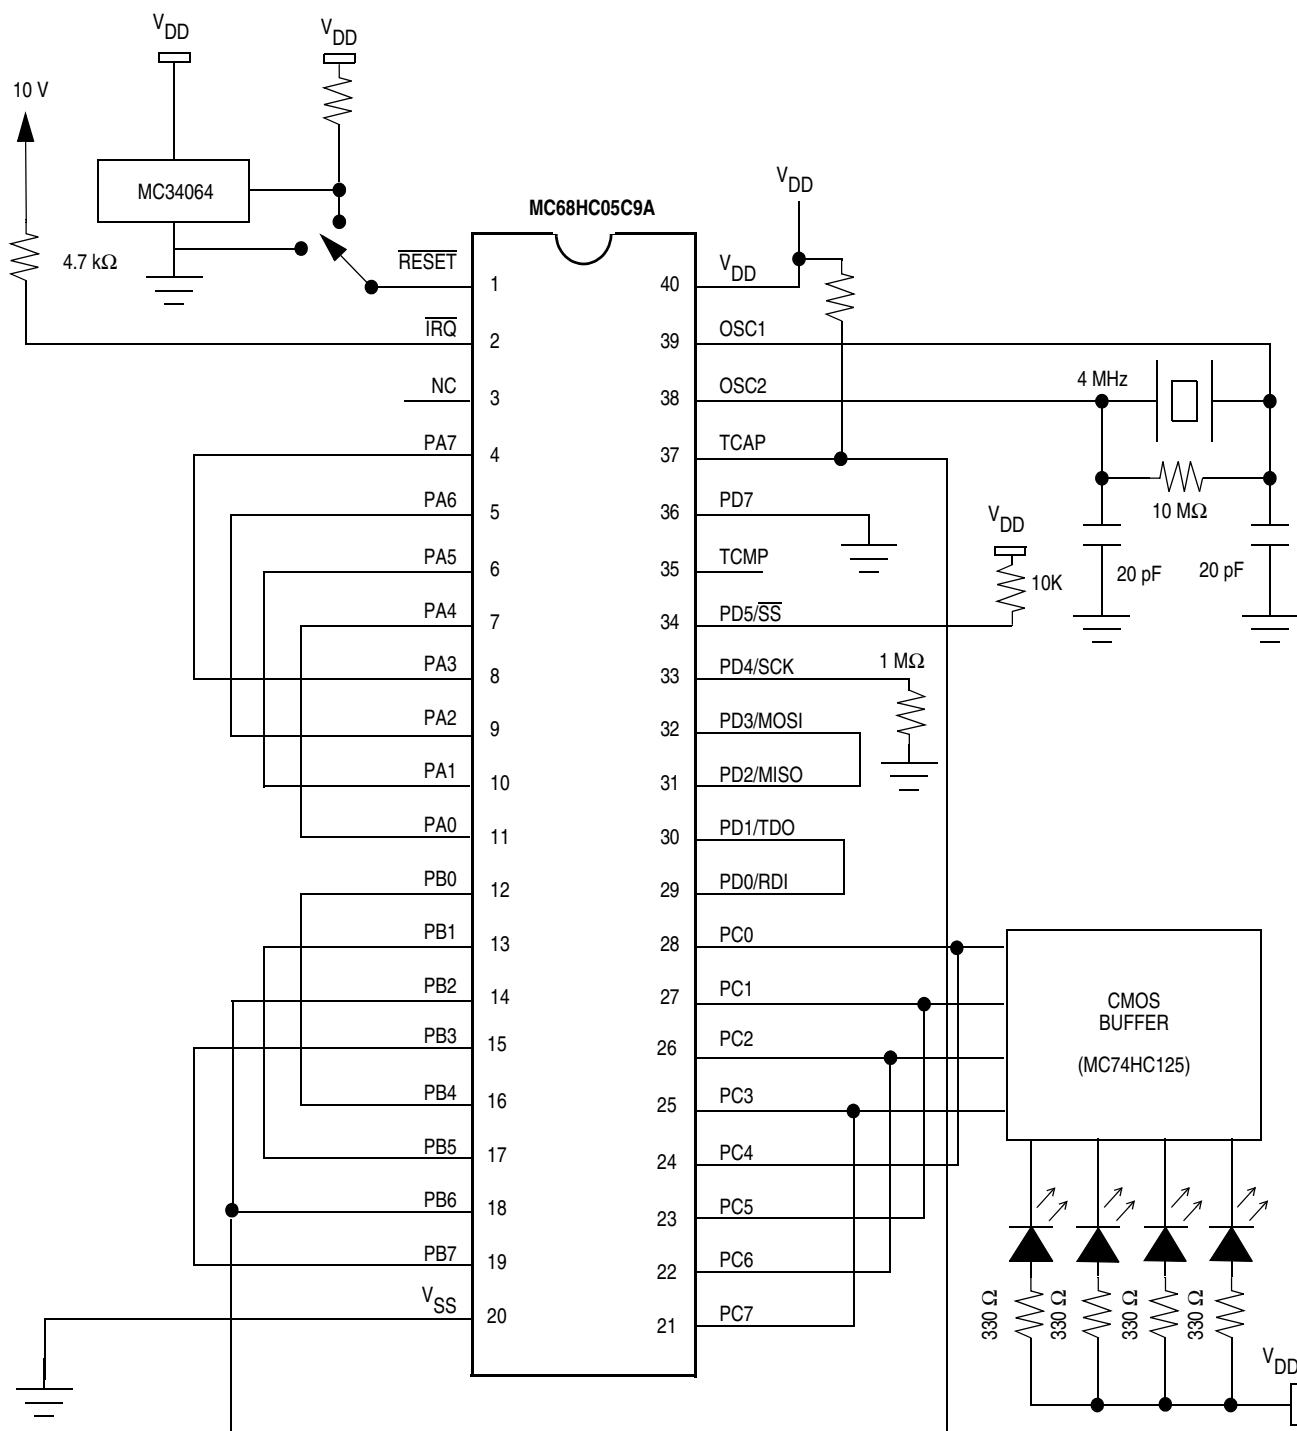 VDD
VDD
10 V
MC34064
4.7 kΩ
MC68HC05C9A
VDD
RESET
1
40
VDD
IRQ
2
39
OSC1
NC
3
38
OSC2
4 MHz
PA7
4
37
TCAP
10 MΩ
PA6
5
36
PD7
VDD
PA5
6
35
TCMP
10K
20 pF
20 pF
PA4
7
34
PD5/SS
PA3
8
33
PD4/SCK
1 MΩ
PA2
9
32
PD3/MOSI
PA1
10
31
PD2/MISO
PA0
11
30
PD1/TDO
PB0
12
29
PD0/RDI
PB1
13
28
PC0
PB2
14
27
PC1
CMOS
BUFFER
(MC74HC125)
PB3
15
26
PC2
PB4
16
25
PC3
PB5
17
24
PC4
PB6
18
23
PC5
PB7
19
22
PC6
VSS
20
21
PC7
330 Ω
330 Ω
330 Ω
330 Ω
VDD